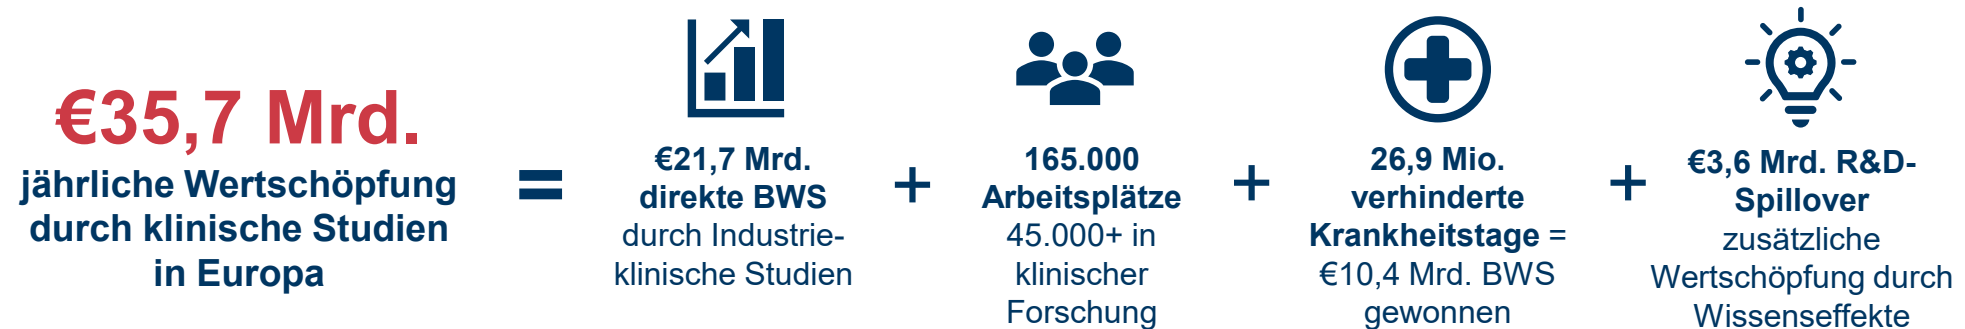 €35,7 Mrd.
jährliche Wertschöpfung
durch klinische Studien
in Europa
=
€21,7 Mrd.
direkte BWS
durch Industrie-
klinische Studien
+
165.000
Arbeitsplätze
45.000+ in
klinischer
Forschung
+
26,9 Mio.
verhinderte
Krankheitstage =
€10,4 Mrd. BWS
gewonnen
+
€3,6 Mrd. R&D-
Spillover
zusätzliche
Wertschöpfung durch
Wissenseffekte